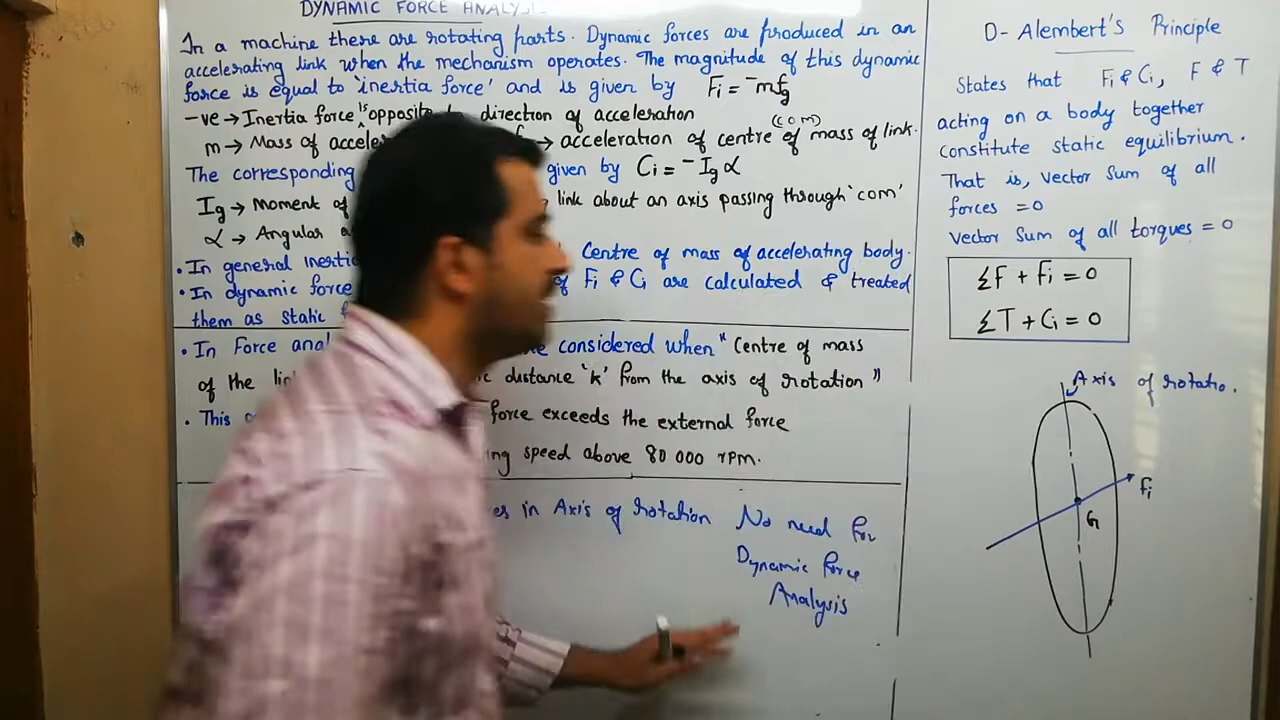 DYNAMIC FORCE ANALYS
In a machine there are rotating parts. Dynamic forces are produced in an
accelerating link when the mechanism operates. The magnitude of this dynamic
force is equal to 'inertia force' and is given by Fi = -mfg
-ve → Inertia force is opposite direction of acceleration
m → Mass of accele → acceleration of centre of mass of link.
(COM)
The corresponding given by Ci = -Ig α
Ig → Moment of link about an axis passing through 'com'
α → Angular
• In general inertia Centre of mass of accelerating body.
• In dynamic force of Fi & Ci are calculated & treated
them as static
• In Force anal considered when "Centre of mass
of the lin distance 'k' from the axis of rotation"
• This force exceeds the external force
ing speed above 80 000 rpm.
es in Axis of rotation No need for
Dynamic force
Analysis
D-Alembert's Principle
States that Fi & Ci, F & T
acting on a body together
constitute static equilibrium.
That is, Vector Sum of all
forces = 0
Vector Sum of all torques = 0
ΣF + Fi = 0
ΣT + Ci = 0
Axis of rotatio.
Fi
G